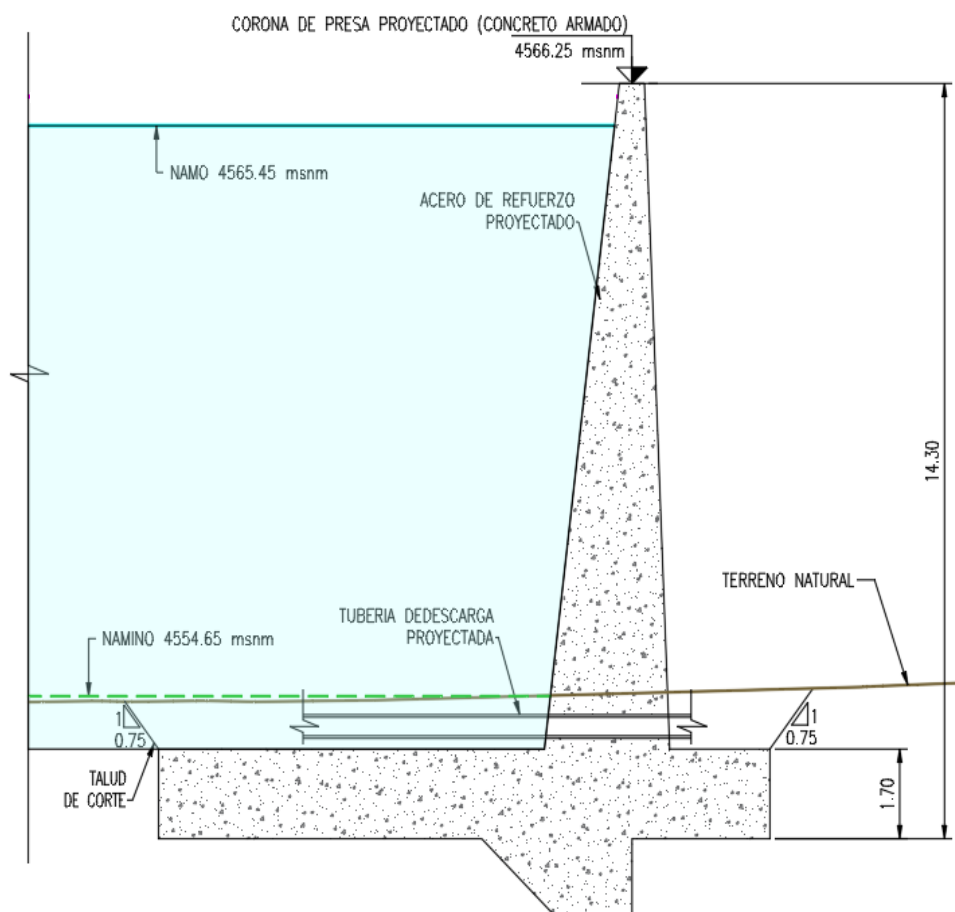 CORONA DE PRESA PROYECTADO (CONCRETO ARMADO)
4566.25 msnm
NAMO 4565.45 msnm
ACERO DE REFUERZO
PROYECTADO
14.30
TERRENO NATURAL
TUBERIA DEDESCARGA
PROYECTADA
NAMINO 4554.65 msnm
1
0.75
1
0.75
TALUD
DE CORTE
1.70